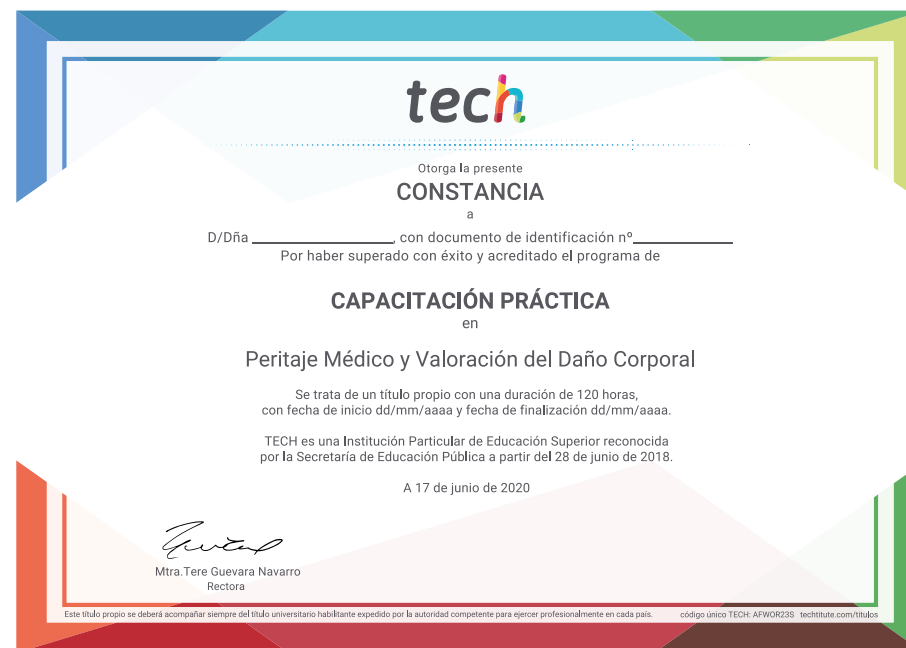 tech
Otorga la presente
CONSTANCIA
a
D/Dña ____________________, con documento de identificación nº______________
Por haber superado con éxito y acreditado el programa de
CAPACITACIÓN PRÁCTICA
en
Peritaje Médico y Valoración del Daño Corporal
Se trata de un título propio con una duración de 120 horas,
con fecha de inicio dd/mm/aaaa y fecha de finalización dd/mm/aaaa.
TECH es una Institución Particular de Educación Superior reconocida
por la Secretaría de Educación Pública a partir del 28 de junio de 2018.
A 17 de junio de 2020
Mtra.Tere Guevara Navarro
Rectora
Este título propio se deberá acompañar siempre del título universitario habilitante expedido por la autoridad competente para ejercer profesionalmente en cada país. código único TECH: AFWOR23S techtitute.com/titulos